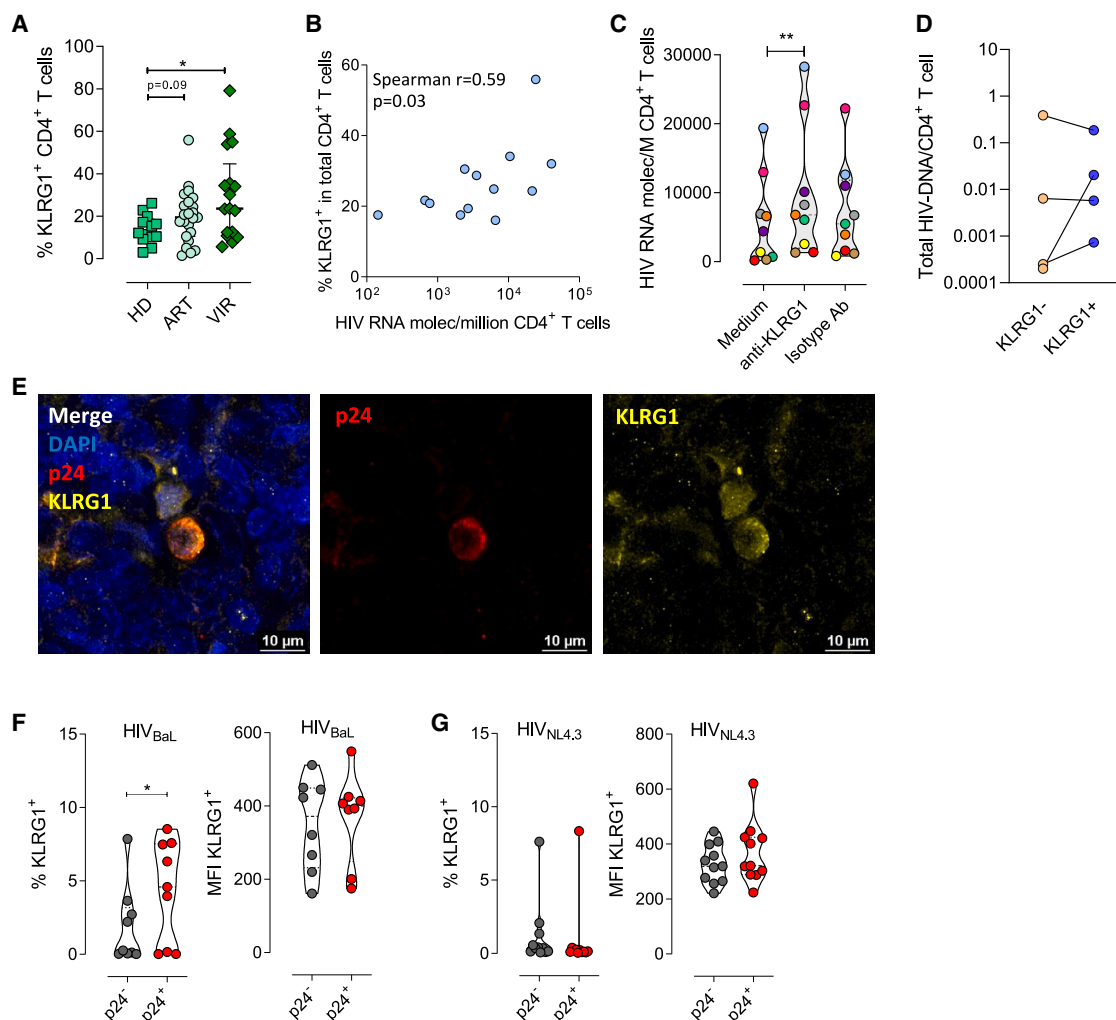 A
% KLRG1⁺ CD4⁺ T cells
100
80
60
40
20
0
*
p=0.09
HD
ART
VIR
B
% KLRG1⁺ in total CD4⁺ T cells
60
40
20
0
Spearman r=0.59
p=0.03
10²
10³
10⁴
10⁵
HIV RNA molec/million CD4⁺ T cells
C
HIV RNA molec/M CD4⁺ T cells
30000
20000
10000
0
**
Medium
anti-KLRG1
Isotype Ab
D
Total HIV-DNA/CD4⁺ T cell
10
1
0.1
0.01
0.001
0.0001
KLRG1-
KLRG1+
E
Merge
DAPI
p24
KLRG1
10 µm
p24
10 µm
KLRG1
10 µm
F
HIV_BaL
% KLRG1⁺
15
10
5
0
*
p24⁻
p24⁺
HIV_BaL
MFI KLRG1⁺
600
400
200
0
p24⁻
p24⁺
G
HIV_NL4.3
% KLRG1⁺
15
10
5
0
p24⁻
p24⁺
HIV_NL4.3
MFI KLRG1⁺
800
600
400
200
0
p24⁻
p24⁺